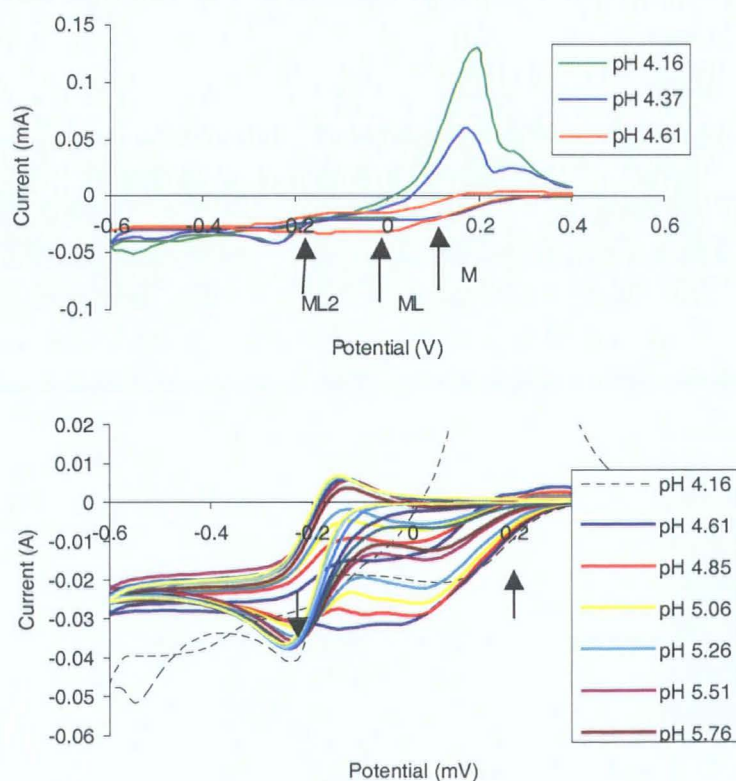 0.15
0.1
0.05
0
-0.05
-0.1
Current (mA)
-0.6 -0.4 0.2 0 0.2 0.4 0.6
ML2 ML M
Potential (V)
pH 4.16
pH 4.37
pH 4.61
0.02
0.01
0
-0.01
-0.02
-0.03
-0.04
-0.05
-0.06
Current (A)
-0.6 -0.4 -0.2 0 0.2
Potential (mV)
pH 4.16
pH 4.61
pH 4.85
pH 5.06
pH 5.26
pH 5.51
pH 5.76